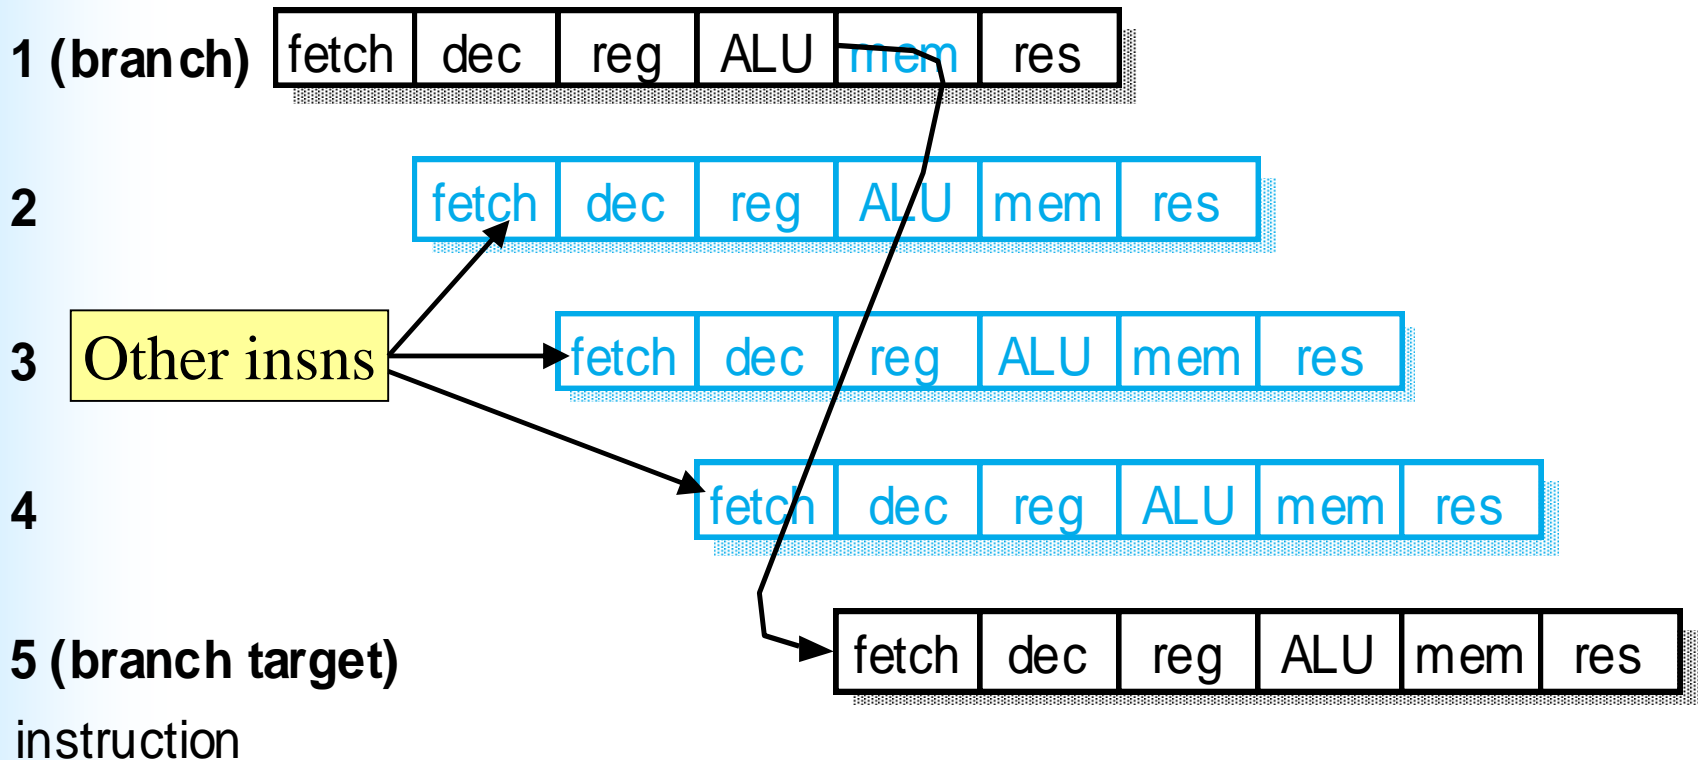 1 (branch) fetch dec reg ALU mem res
2 fetch dec reg ALU mem res
3 Other insns fetch dec reg ALU mem res
4 fetch dec reg ALU mem res
5 (branch target) fetch dec reg ALU mem res
instruction